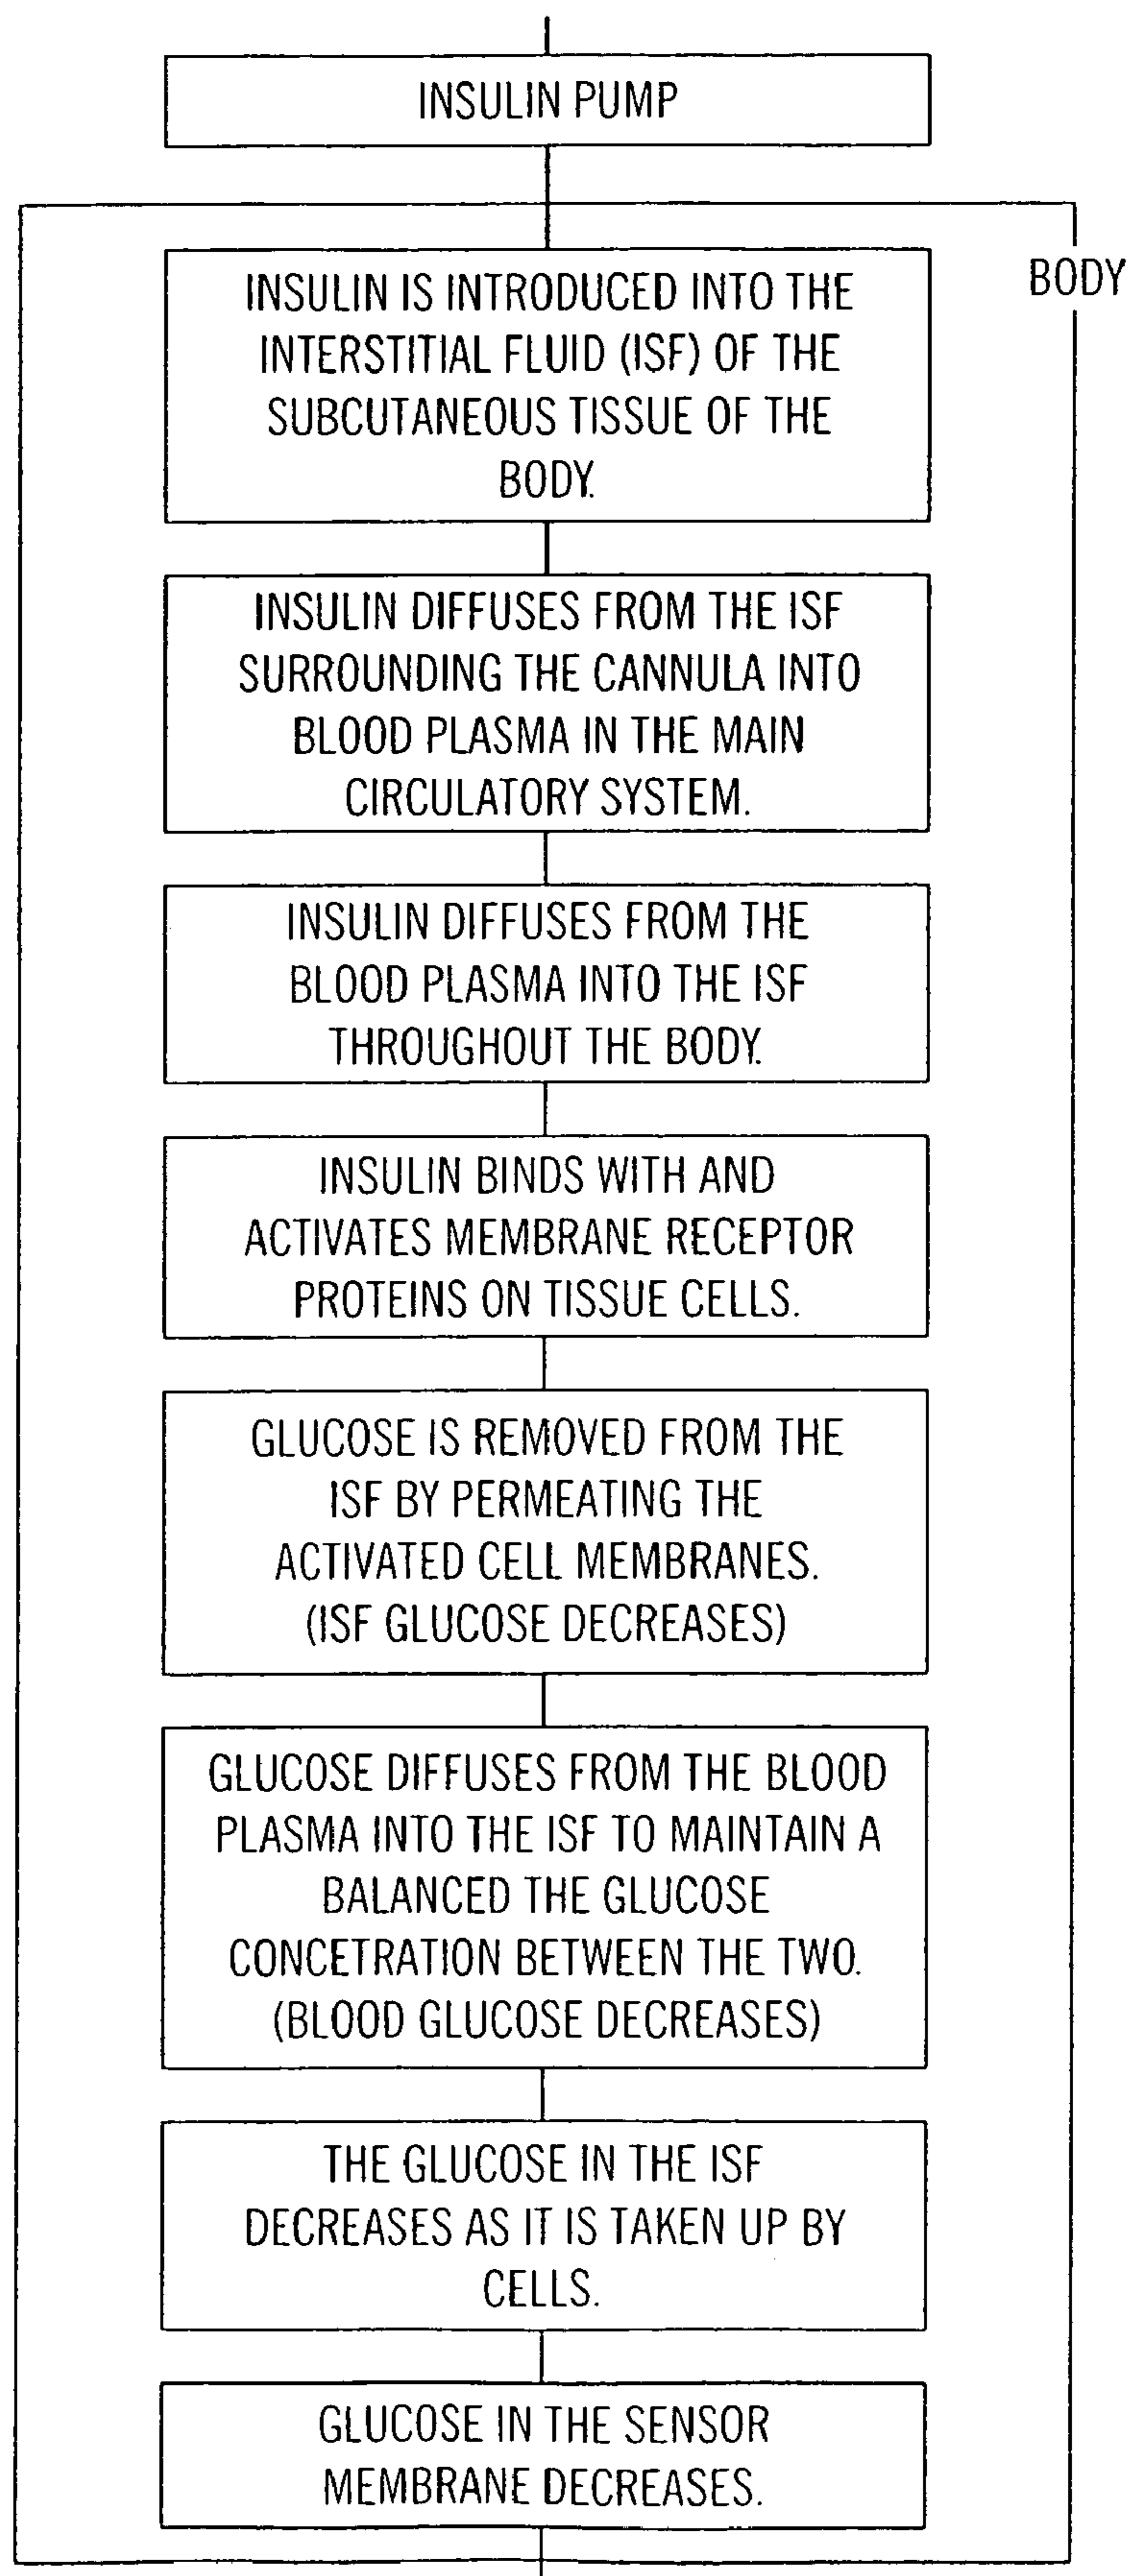 INSULIN PUMP
BODY
INSULIN IS INTRODUCED INTO THE
INTERSTITIAL FLUID (ISF) OF THE
SUBCUTANEOUS TISSUE OF THE
BODY.
INSULIN DIFFUSES FROM THE ISF
SURROUNDING THE CANNULA INTO
BLOOD PLASMA IN THE MAIN
CIRCULATORY SYSTEM.
INSULIN DIFFUSES FROM THE
BLOOD PLASMA INTO THE ISF
THROUGHOUT THE BODY.
INSULIN BINDS WITH AND
ACTIVATES MEMBRANE RECEPTOR
PROTEINS ON TISSUE CELLS.
GLUCOSE IS REMOVED FROM THE
ISF BY PERMEATING THE
ACTIVATED CELL MEMBRANES.
(ISF GLUCOSE DECREASES)
GLUCOSE DIFFUSES FROM THE BLOOD
PLASMA INTO THE ISF TO MAINTAIN A
BALANCED THE GLUCOSE
CONCETRATION BETWEEN THE TWO.
(BLOOD GLUCOSE DECREASES)
THE GLUCOSE IN THE ISF
DECREASES AS IT IS TAKEN UP BY
CELLS.
GLUCOSE IN THE SENSOR
MEMBRANE DECREASES.